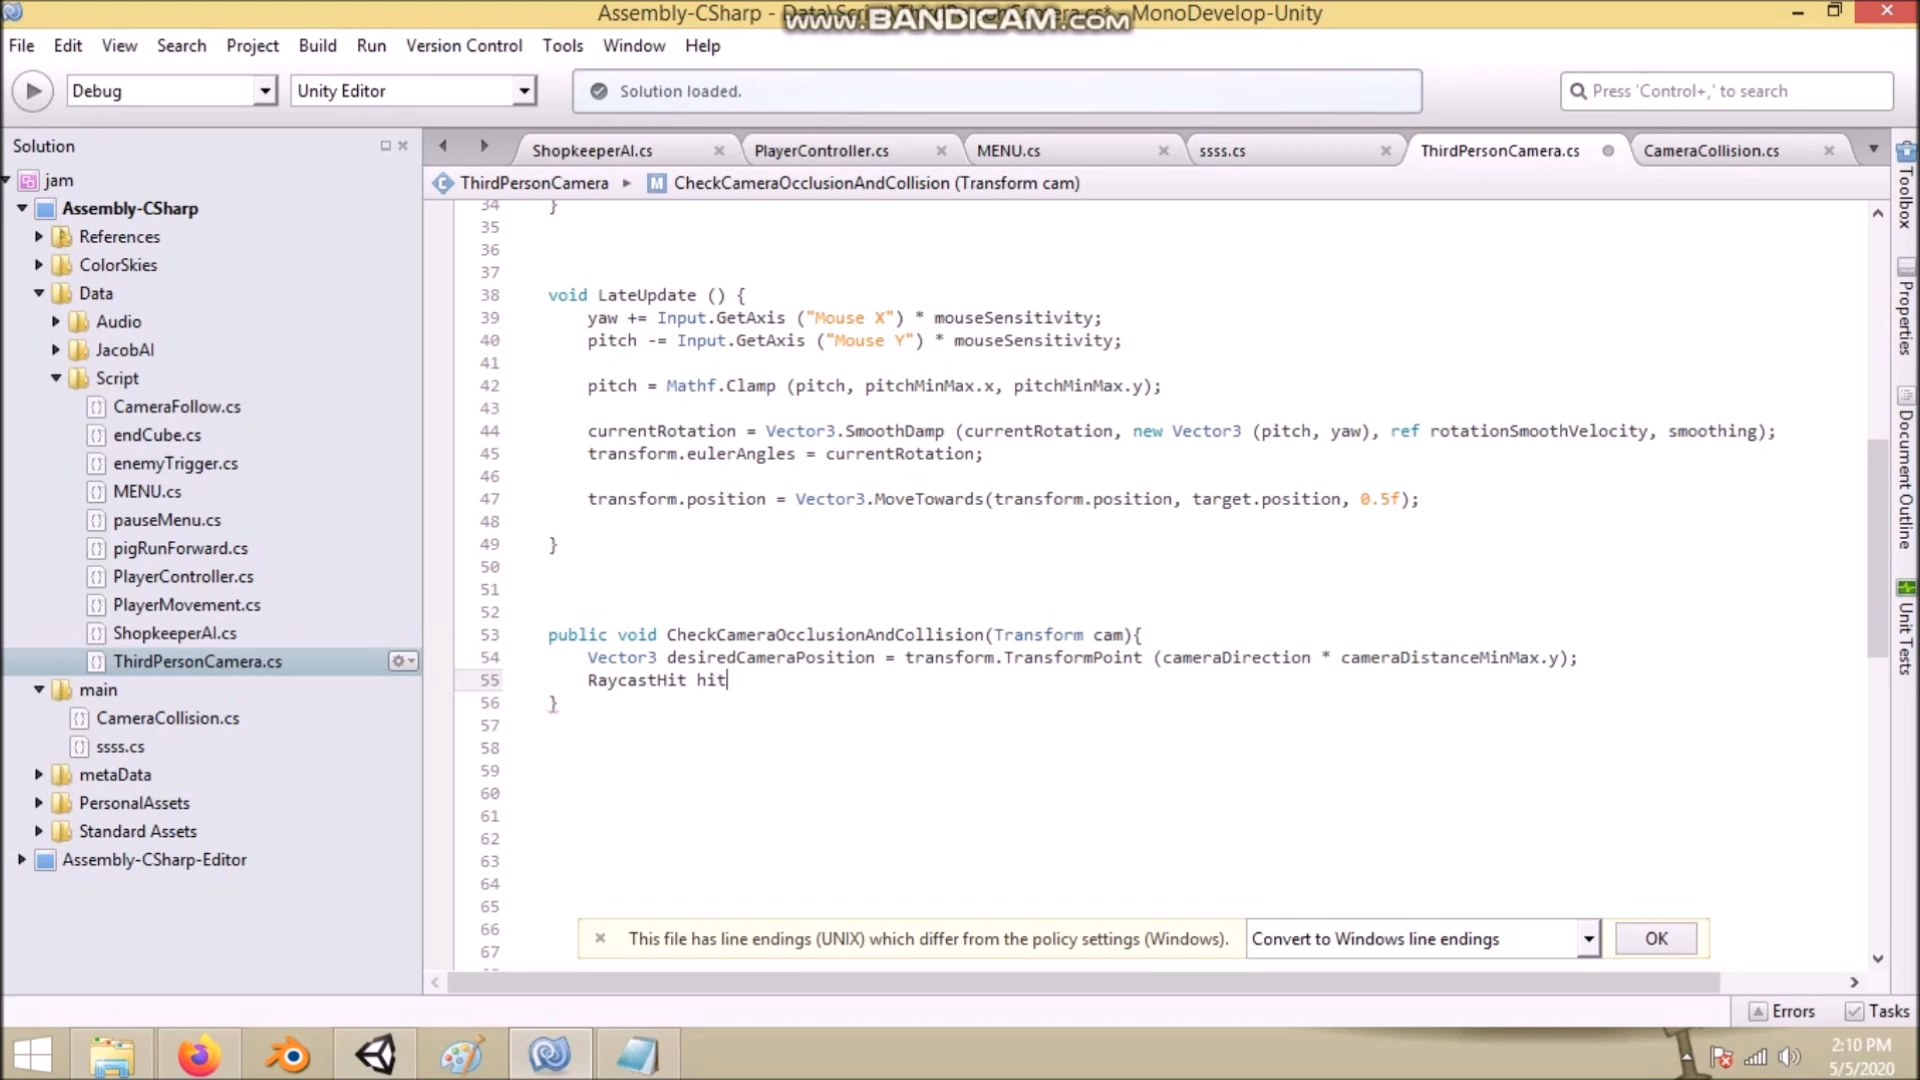 Assembly-CSharp - Data\Script\ThirdPersonCamera.cs* - MonoDevelop-Unity
www.BANDICAM.com
File Edit View Search Project Build Run Version Control Tools Window Help
Debug
Unity Editor
Solution loaded.
Press 'Control+,' to search
Solution
ShopkeeperAI.cs
PlayerController.cs
MENU.cs
ssss.cs
ThirdPersonCamera.cs
CameraCollision.cs
ThirdPersonCamera
CheckCameraOcclusionAndCollision (Transform cam)
jam
Assembly-CSharp
References
ColorSkies
Data
Audio
JacobAI
Script
CameraFollow.cs
endCube.cs
enemyTrigger.cs
MENU.cs
pauseMenu.cs
pigRunForward.cs
PlayerController.cs
PlayerMovement.cs
ShopkeeperAI.cs
ThirdPersonCamera.cs
main
CameraCollision.cs
ssss.cs
metaData
PersonalAssets
Standard Assets
Assembly-CSharp-Editor
34 }
35
36
37
38 void LateUpdate () {
39 yaw += Input.GetAxis ("Mouse X") * mouseSensitivity;
40 pitch -= Input.GetAxis ("Mouse Y") * mouseSensitivity;
41
42 pitch = Mathf.Clamp (pitch, pitchMinMax.x, pitchMinMax.y);
43
44 currentRotation = Vector3.SmoothDamp (currentRotation, new Vector3 (pitch, yaw), ref rotationSmoothVelocity, smoothing);
45 transform.eulerAngles = currentRotation;
46
47 transform.position = Vector3.MoveTowards(transform.position, target.position, 0.5f);
48
49 }
50
51
52
53 public void CheckCameraOcclusionAndCollision(Transform cam){
54 Vector3 desiredCameraPosition = transform.TransformPoint (cameraDirection * cameraDistanceMinMax.y);
55 RaycastHit hit
56 }
57
58
59
60
61
62
63
64
65
66
67
This file has line endings (UNIX) which differ from the policy settings (Windows).
Convert to Windows line endings
OK
Toolbox
Properties
Document Outline
Unit Tests
Errors
Tasks
2:10 PM
5/5/2020